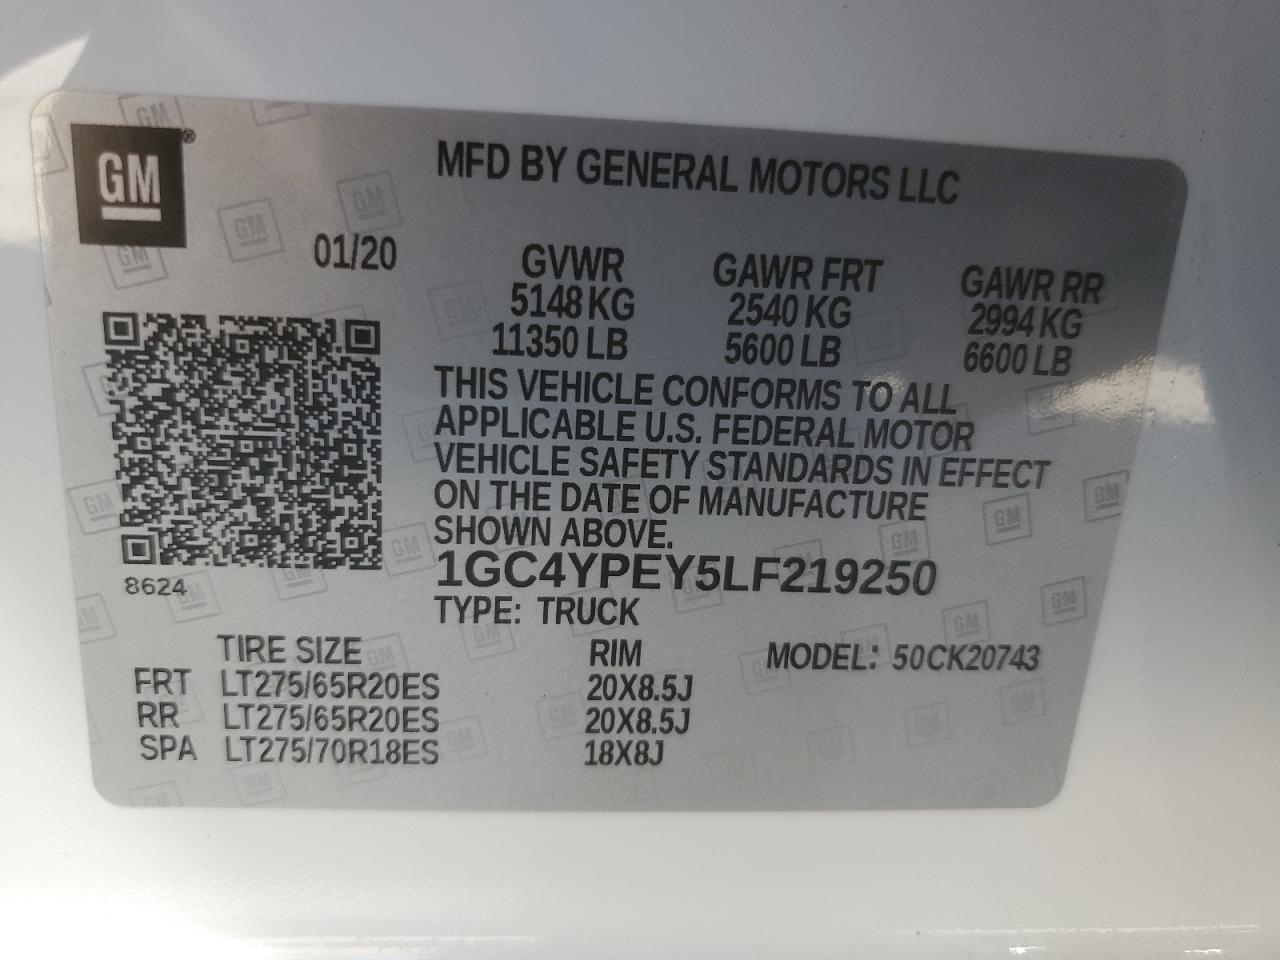 GM®
MFD BY GENERAL MOTORS LLC
01/20
GVWR GAWR FRT GAWR RR
5148 KG 2540 KG 2994 KG
11350 LB 5600 LB 6600 LB
THIS VEHICLE CONFORMS TO ALL
APPLICABLE U.S. FEDERAL MOTOR
VEHICLE SAFETY STANDARDS IN EFFECT
ON THE DATE OF MANUFACTURE
SHOWN ABOVE.
8624
1GC4YPEY5LF219250
TYPE: TRUCK
TIRE SIZE RIM MODEL: 50CK20743
FRT LT275/65R20ES 20X8.5J
RR LT275/65R20ES 20X8.5J
SPA LT275/70R18ES 18X8J